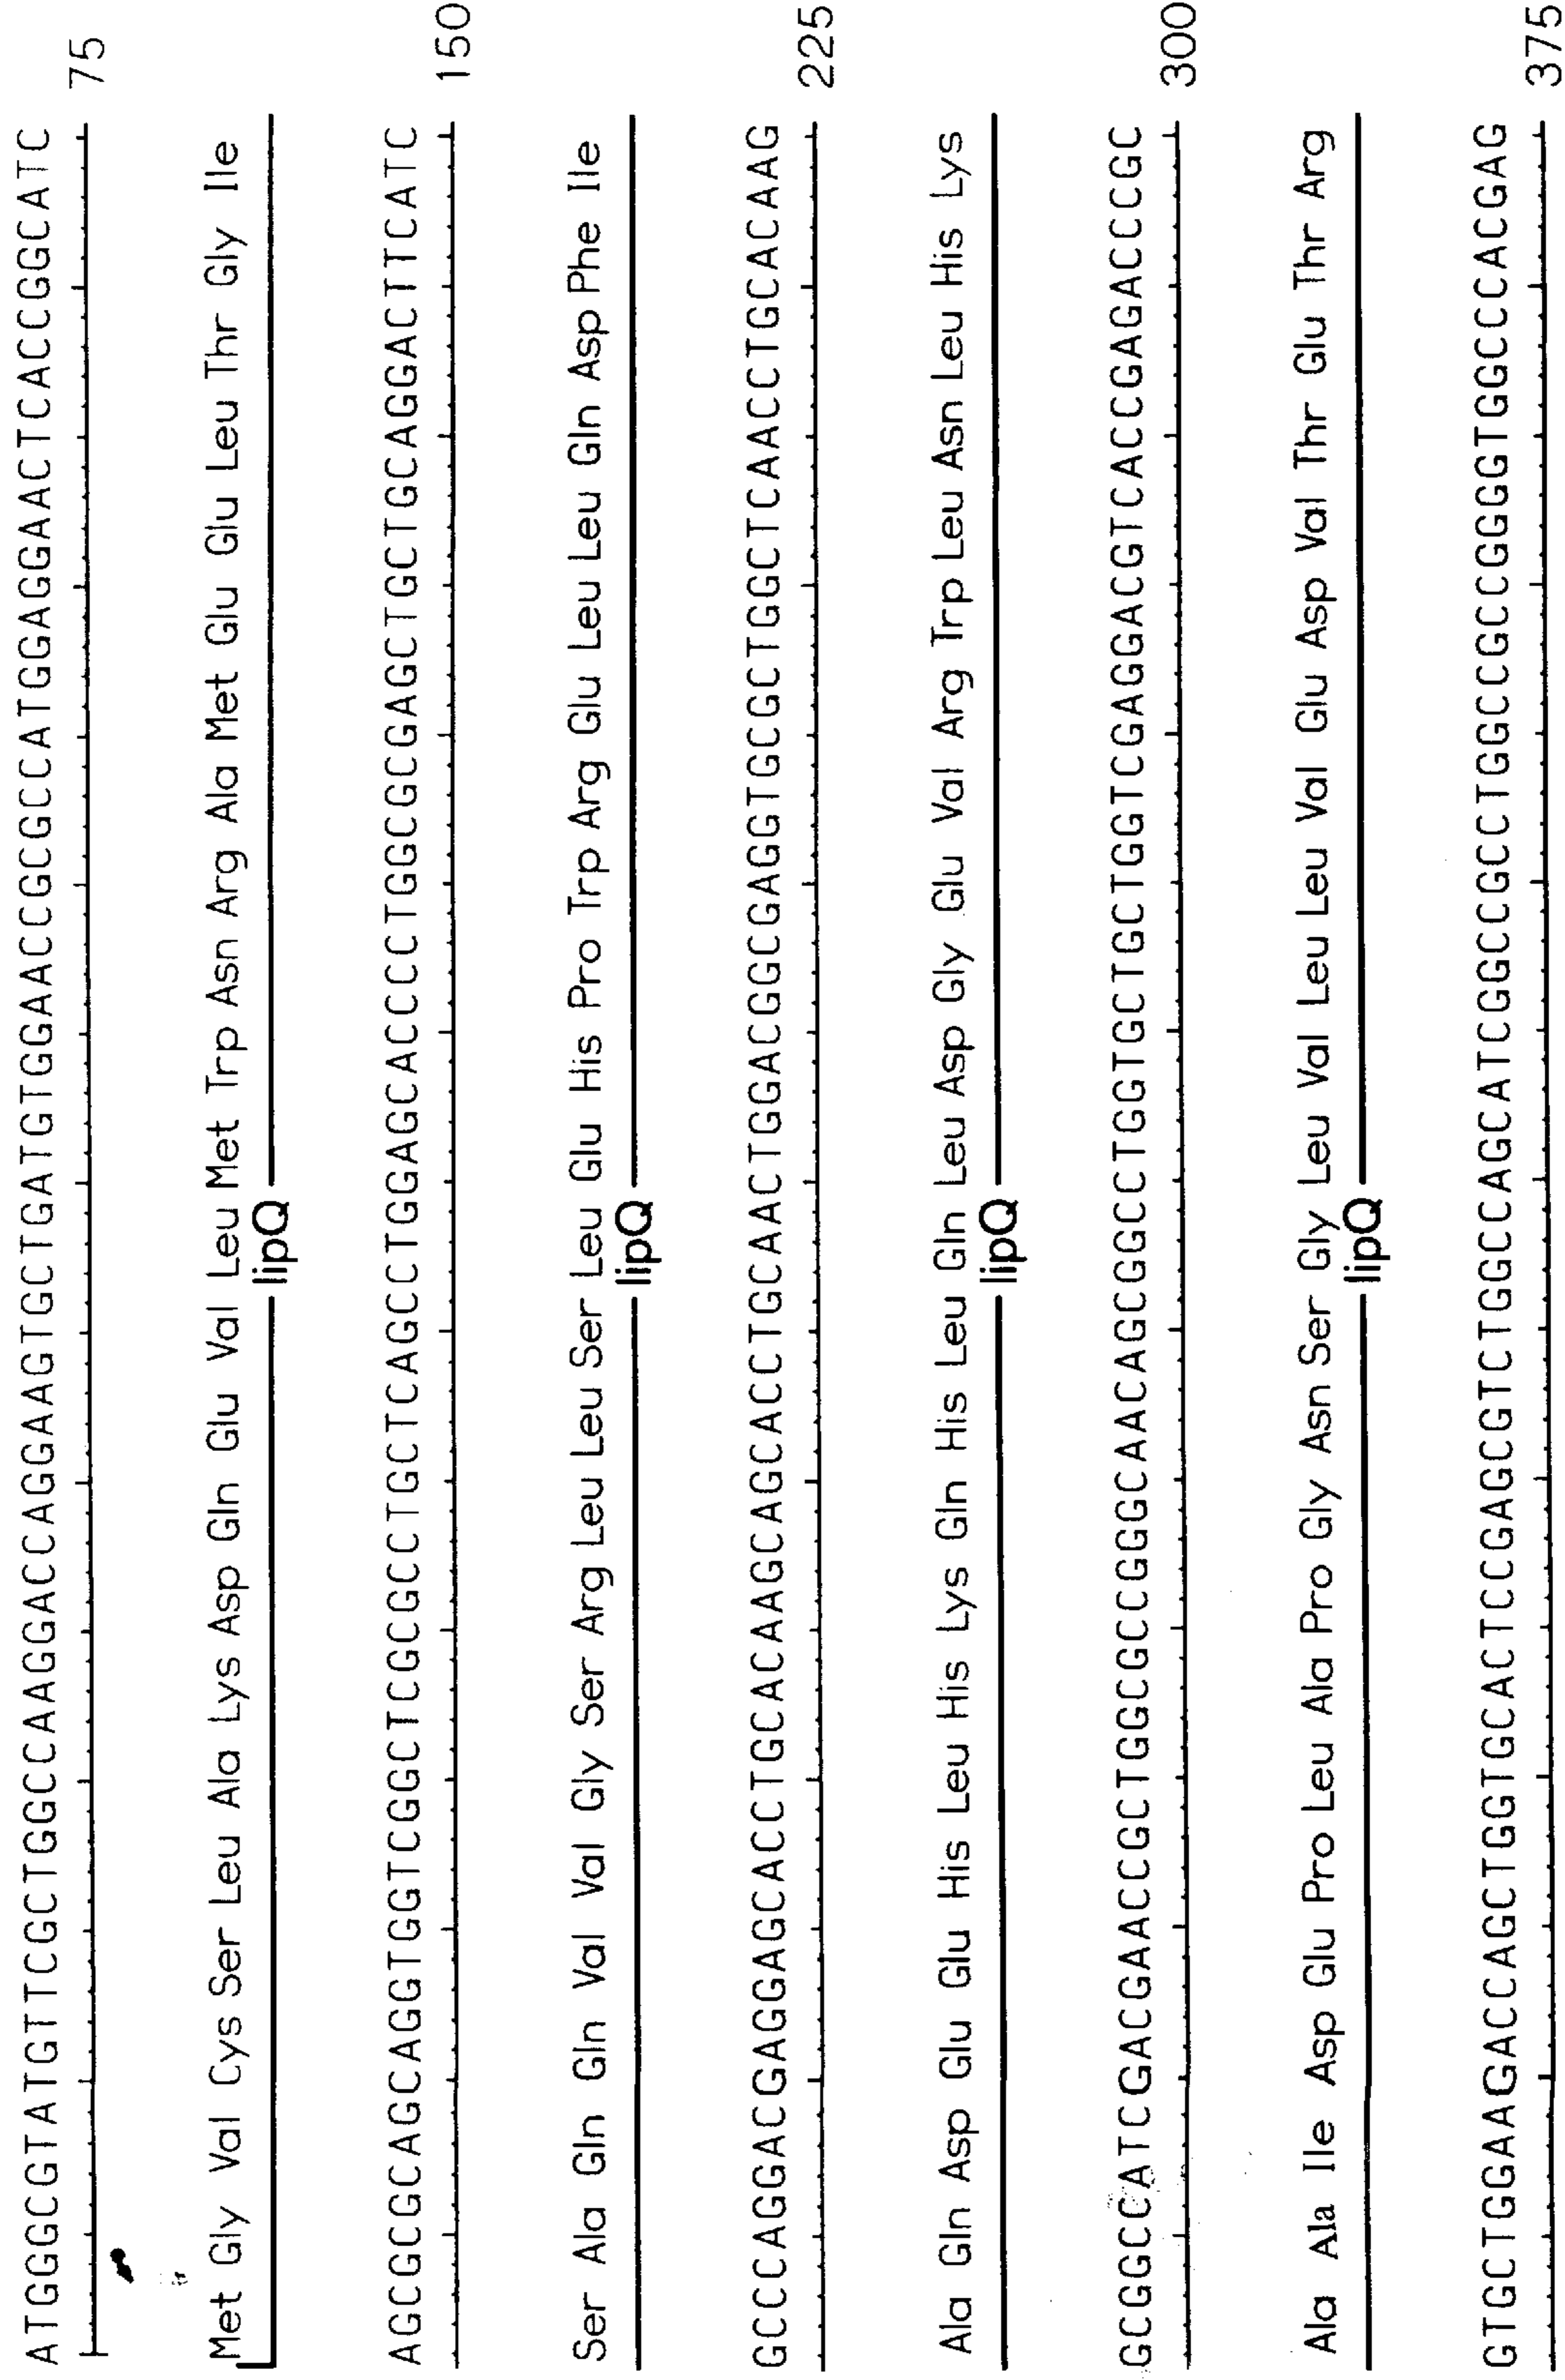 ATGGGCGTATGTTCGCTGGCCAAGGACCAGGAAGTGCTGATGTGGAACCGCGCCATGGAGGAACTCACCGGCATC
75
Met Gly Val Cys Ser Leu Ala Lys Asp Gln Glu Val Leu Met Trp Asn Arg Ala Met Glu Glu Leu Thr Gly Ile
lipQ
AGCGCGCAGCAGGTGGTCGGCTCGCGCCTGCTCAGCCTGGAGCACCCCTGGCGCGAGCTGCTGCAGGACTTCATC
150
Ser Ala Gln Gln Val Val Gly Ser Arg Leu Leu Ser Leu Glu His Pro Trp Arg Glu Leu Leu Gln Asp Phe Ile
lipQ
GCCCAGGACGAGGAGCACCTGCACAAGCAGCACCTGCAACTGGACGGCGAGGTGCGCTGGCTCAACCTGCACAAG
225
Ala Gln Asp Glu Glu His Leu His Lys Gln His Leu Gln Leu Asp Gly Glu Val Arg Trp Leu Asn Leu His Lys
lipQ
GCGGCCATCGACGAACCGCTGGCGCCGGGCAACAGCGGCCTGGTGCTGCTGGTCGAGGACGTCACCGAGACCCGC
300
Ala Ala Ile Asp Glu Pro Leu Ala Pro Gly Asn Ser Gly Leu Val Leu Leu Val Glu Asp Val Thr Glu Thr Arg
lipQ
GTGCTGGAAGACCAGCTGGTGCACTCCGAGCGTCTGGCCAGCATCGGCCGCCTGGCCGCCGGGGTGGCCCACGAG
375